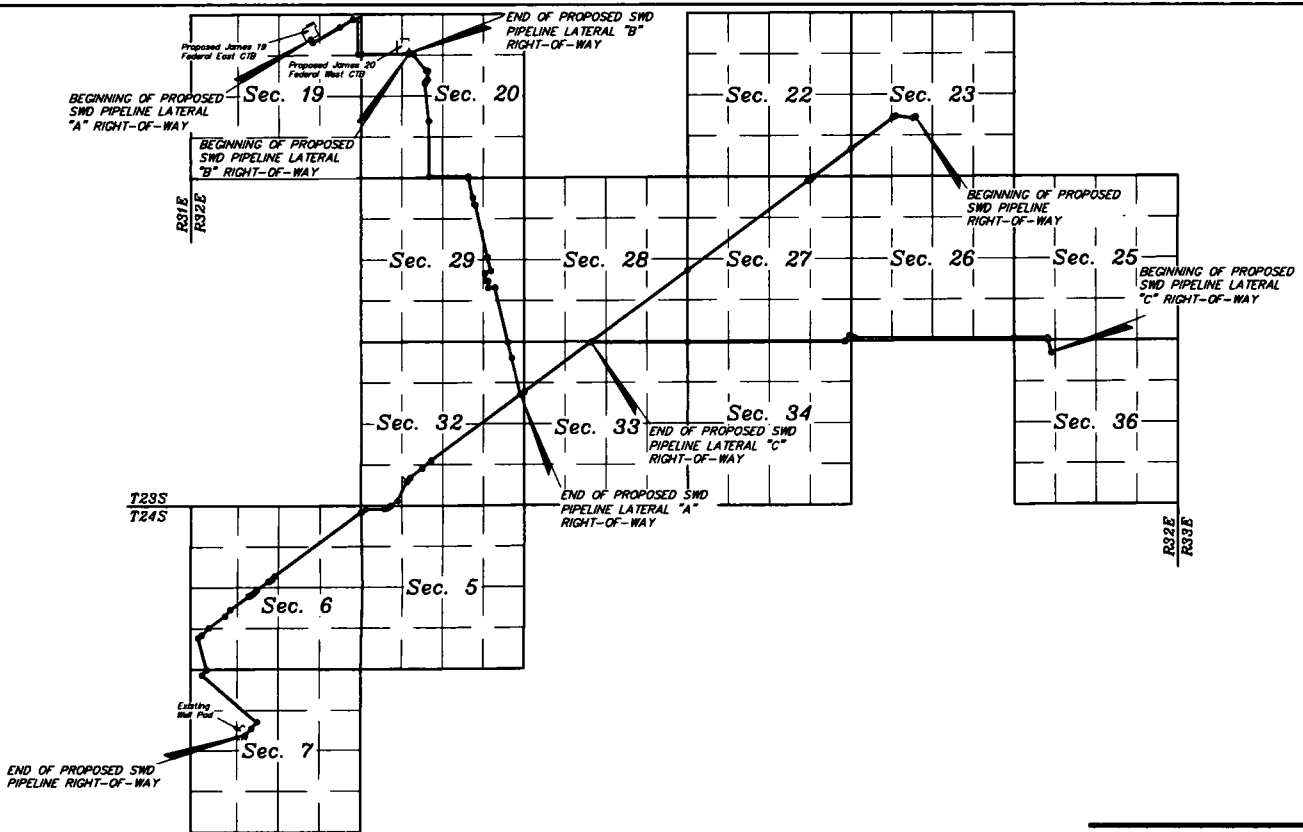 END OF PROPOSED SWD
PIPELINE LATERAL "B"
RIGHT-OF-WAY
Proposed James 19
Federal East CTB
Proposed James 20
Federal West CTB
BEGINNING OF PROPOSED
SWD PIPELINE LATERAL
"A" RIGHT-OF-WAY
Sec. 19
Sec. 20
Sec. 22
Sec. 23
BEGINNING OF PROPOSED
SWD PIPELINE LATERAL
"B" RIGHT-OF-WAY
BEGINNING OF PROPOSED
SWD PIPELINE
RIGHT-OF-WAY
R31E
R32E
Sec. 29
Sec. 28
Sec. 27
Sec. 26
Sec. 25
BEGINNING OF PROPOSED
SWD PIPELINE LATERAL
"C" RIGHT-OF-WAY
Sec. 32
Sec. 33
Sec. 34
Sec. 36
END OF PROPOSED SWD
PIPELINE LATERAL "C"
RIGHT-OF-WAY
END OF PROPOSED SWD
PIPELINE LATERAL "A"
RIGHT-OF-WAY
T23S
T24S
R32E
R33E
Sec. 6
Sec. 5
Existing
Well Pad
Sec. 7
END OF PROPOSED SWD
PIPELINE RIGHT-OF-WAY